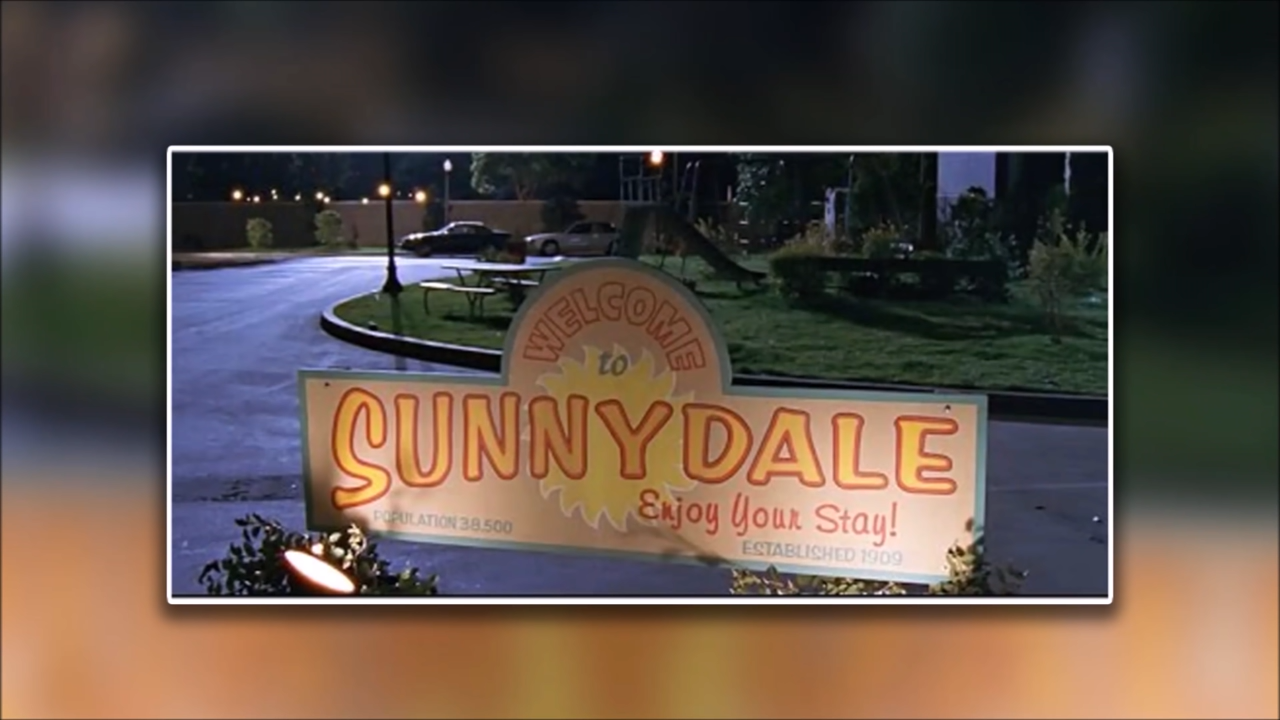 WELCOME
to
SUNNYDALE
Enjoy Your Stay!
POPULATION 38,500
ESTABLISHED 1909